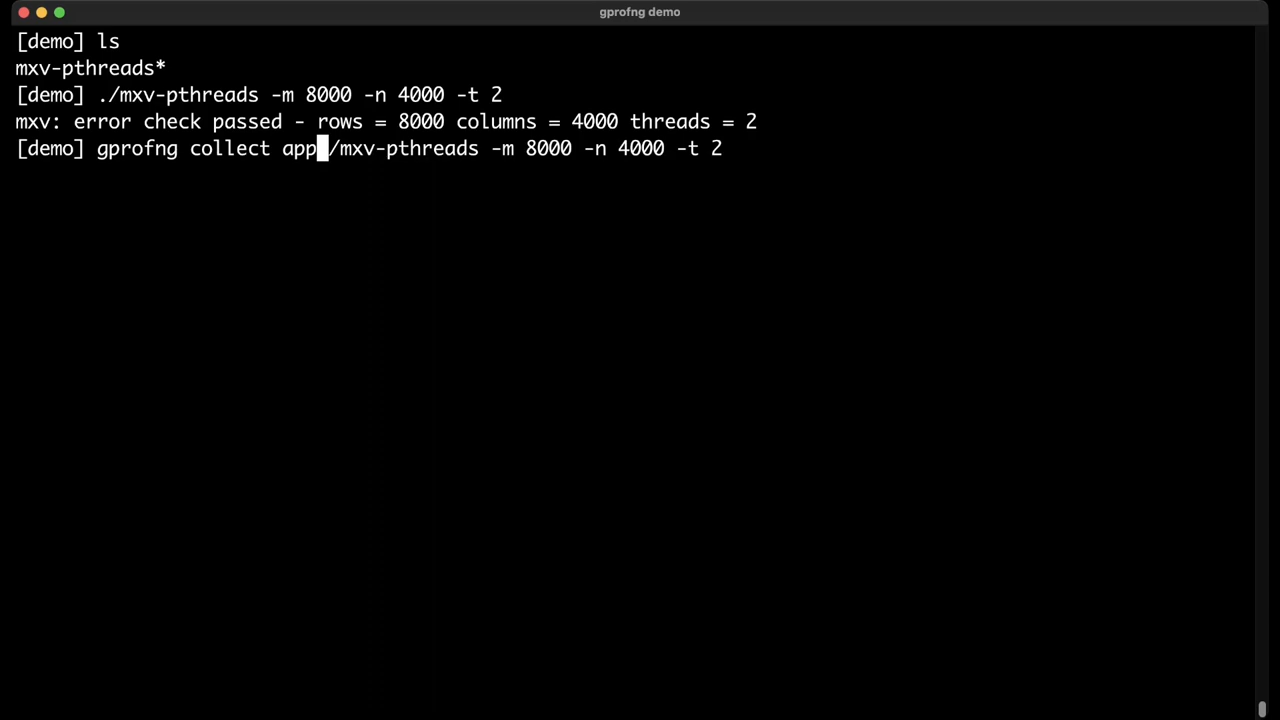 gprofng demo
[demo] ls
mxv-pthreads*
[demo] ./mxv-pthreads -m 8000 -n 4000 -t 2
mxv: error check passed - rows = 8000 columns = 4000 threads = 2
[demo] gprofng collect app/mxv-pthreads -m 8000 -n 4000 -t 2